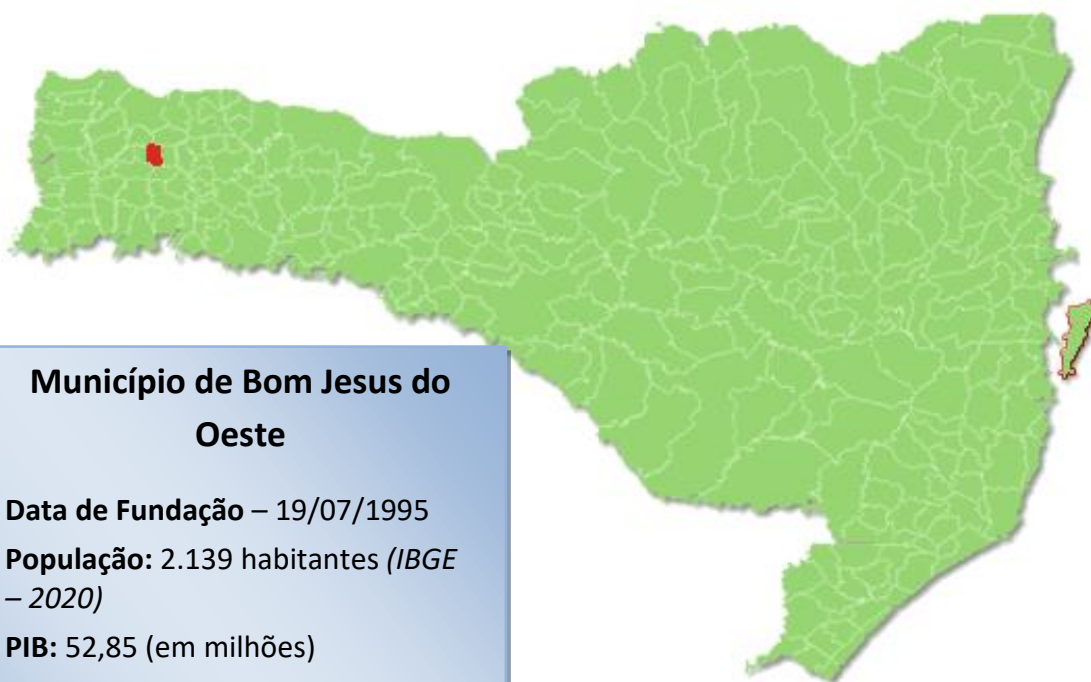 Município de Bom Jesus do
Oeste
Data de Fundação – 19/07/1995
População: 2.139 habitantes (IBGE
– 2020)
PIB: 52,85 (em milhões)